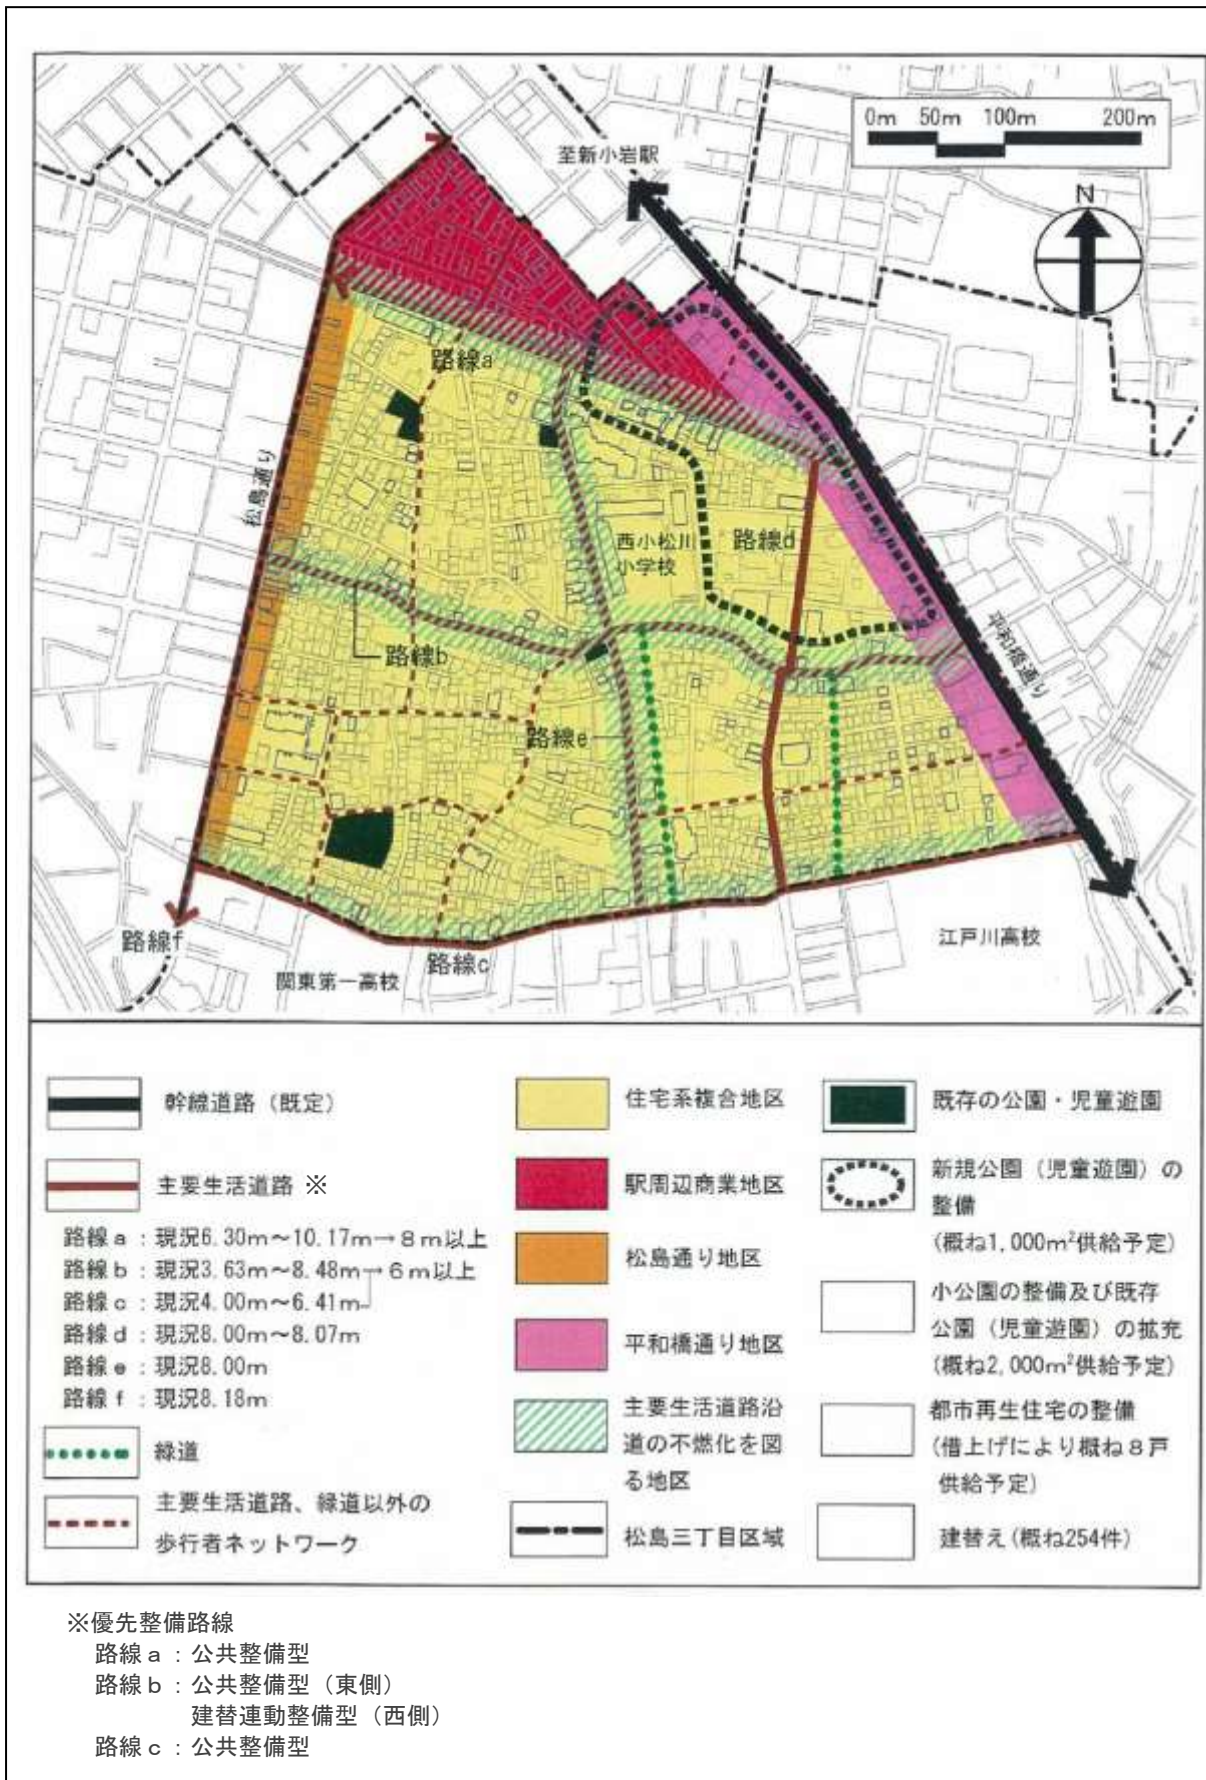 0m 50m 100m 200m
至新小岩駅
N
路線a
松島通り
西小松川
小学校
路線d
路線b
平和橋通り
路線e
路線f
路線c
関東第一高校
江戸川高校
幹線道路（既定）
主要生活道路 ※
路線a：現況6.30m～10.17m→8m以上
路線b：現況3.63m～8.48m→6m以上
路線c：現況4.00m～6.41m
路線d：現況8.00m～8.07m
路線e：現況8.00m
路線f：現況8.18m
緑道
主要生活道路、緑道以外の
歩行者ネットワーク
住宅系複合地区
駅周辺商業地区
松島通り地区
平和橋通り地区
主要生活道路沿
道の不燃化を図
る地区
松島三丁目区域
既存の公園・児童遊園
新規公園（児童遊園）の
整備
(概ね1,000m²供給予定)
小公園の整備及び既存
公園（児童遊園）の拡充
(概ね2,000m²供給予定)
都市再生住宅の整備
(借上げにより概ね8戸
供給予定)
建替え(概ね254件)
※優先整備路線
路線a：公共整備型
路線b：公共整備型（東側）
建替連動整備型（西側）
路線c：公共整備型